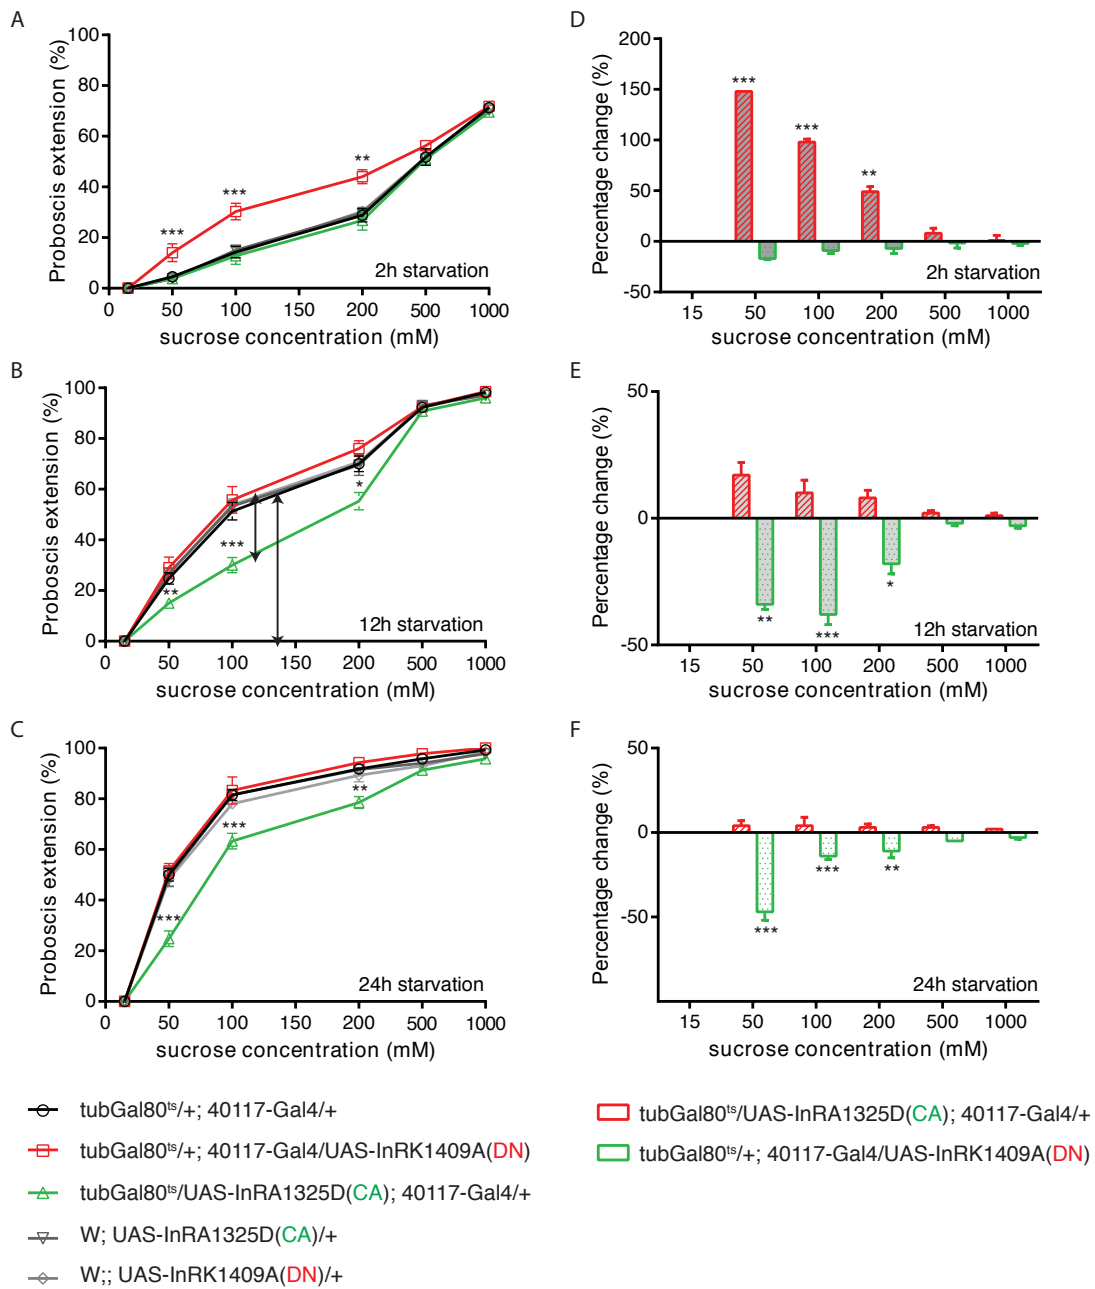 A
Proboscis extension (%)
100
80
60
40
20
0
***
***
**
2h starvation
0 50 100 150 200 500 1000
sucrose concentration (mM)
D
Percentage change (%)
200
150
100
50
0
-50
***
***
**
2h starvation
15 50 100 200 500 1000
sucrose concentration (mM)
B
Proboscis extension (%)
100
80
60
40
20
0
**
***
*
12h starvation
0 50 100 150 200 500 1000
sucrose concentration (mM)
E
Percentage change (%)
50
0
-50
**
***
*
12h starvation
15 50 100 200 500 1000
sucrose concentration (mM)
C
Proboscis extension (%)
100
80
60
40
20
0
***
***
**
24h starvation
0 50 100 150 200 500 1000
sucrose concentration (mM)
F
Percentage change (%)
50
0
-50
***
***
**
24h starvation
15 50 100 200 500 1000
sucrose concentration (mM)
tubGal80ts/+; 40117-Gal4/+
tubGal80ts/+; 40117-Gal4/UAS-InRK1409A(DN)
tubGal80ts/UAS-InRA1325D(CA); 40117-Gal4/+
W; UAS-InRA1325D(CA)/+
W;; UAS-InRK1409A(DN)/+
tubGal80ts/UAS-InRA1325D(CA); 40117-Gal4/+
tubGal80ts/+; 40117-Gal4/UAS-InRK1409A(DN)